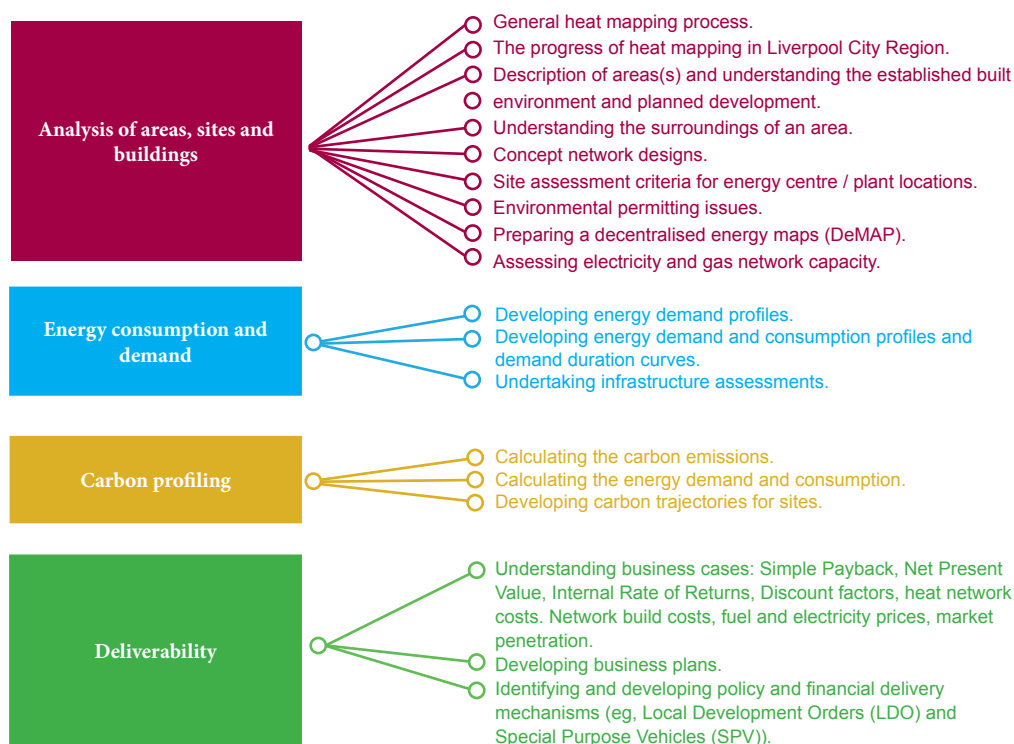 Analysis of areas, sites and
buildings
General heat mapping process.
The progress of heat mapping in Liverpool City Region.
Description of areas(s) and understanding the established built
environment and planned development.
Understanding the surroundings of an area.
Concept network designs.
Site assessment criteria for energy centre / plant locations.
Environmental permitting issues.
Preparing a decentralised energy maps (DeMAP).
Assessing electricity and gas network capacity.
Energy consumption and
demand
Developing energy demand profiles.
Developing energy demand and consumption profiles and
demand duration curves.
Undertaking infrastructure assessments.
Carbon profiling
Calculating the carbon emissions.
Calculating the energy demand and consumption.
Developing carbon trajectories for sites.
Deliverability
Understanding business cases: Simple Payback, Net Present
Value, Internal Rate of Returns, Discount factors, heat network
costs. Network build costs, fuel and electricity prices, market
penetration.
Developing business plans.
Identifying and developing policy and financial delivery
mechanisms (eg, Local Development Orders (LDO) and
Special Purpose Vehicles (SPV)).